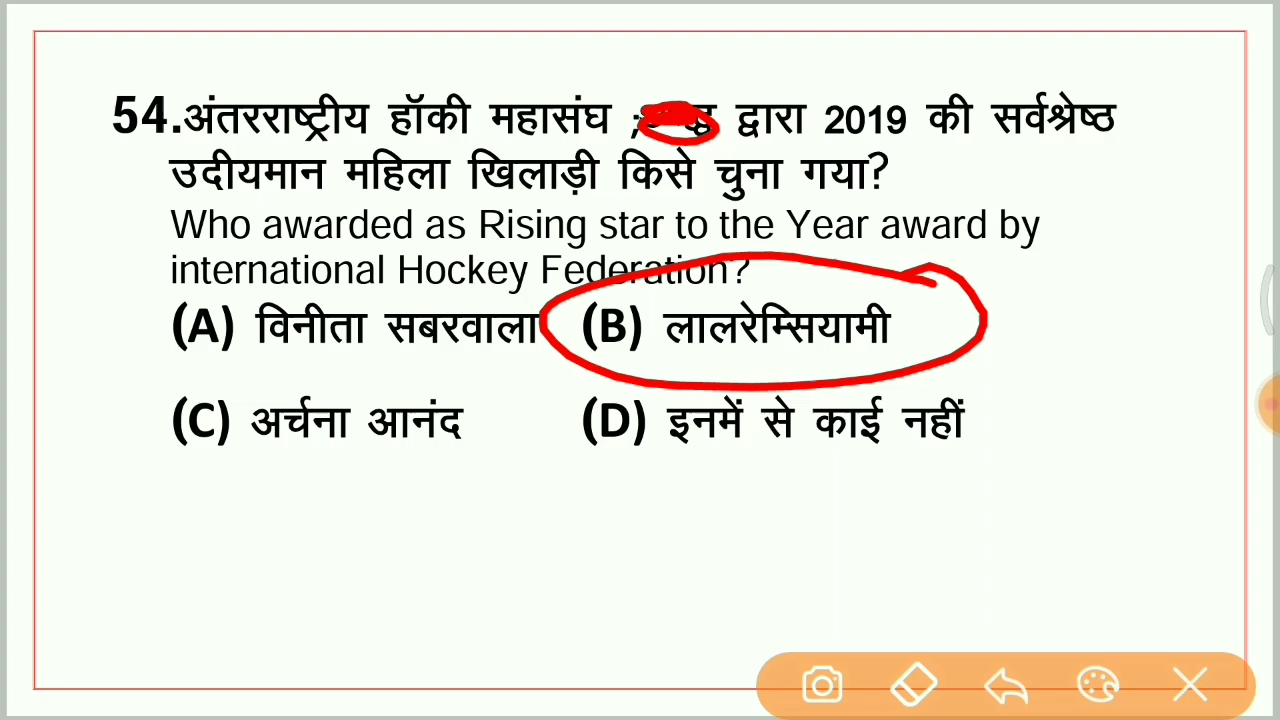 54.अंतरराष्ट्रीय हॉकी महासंघ ; द्वारा 2019 की सर्वश्रेष्ठ
उदीयमान महिला खिलाड़ी किसे चुना गया?
Who awarded as Rising star to the Year award by
international Hockey Federation?
(A) विनीता सबरवाला (B) लालरेम्सियामी
(C) अर्चना आनंद (D) इनमें से काई नहीं